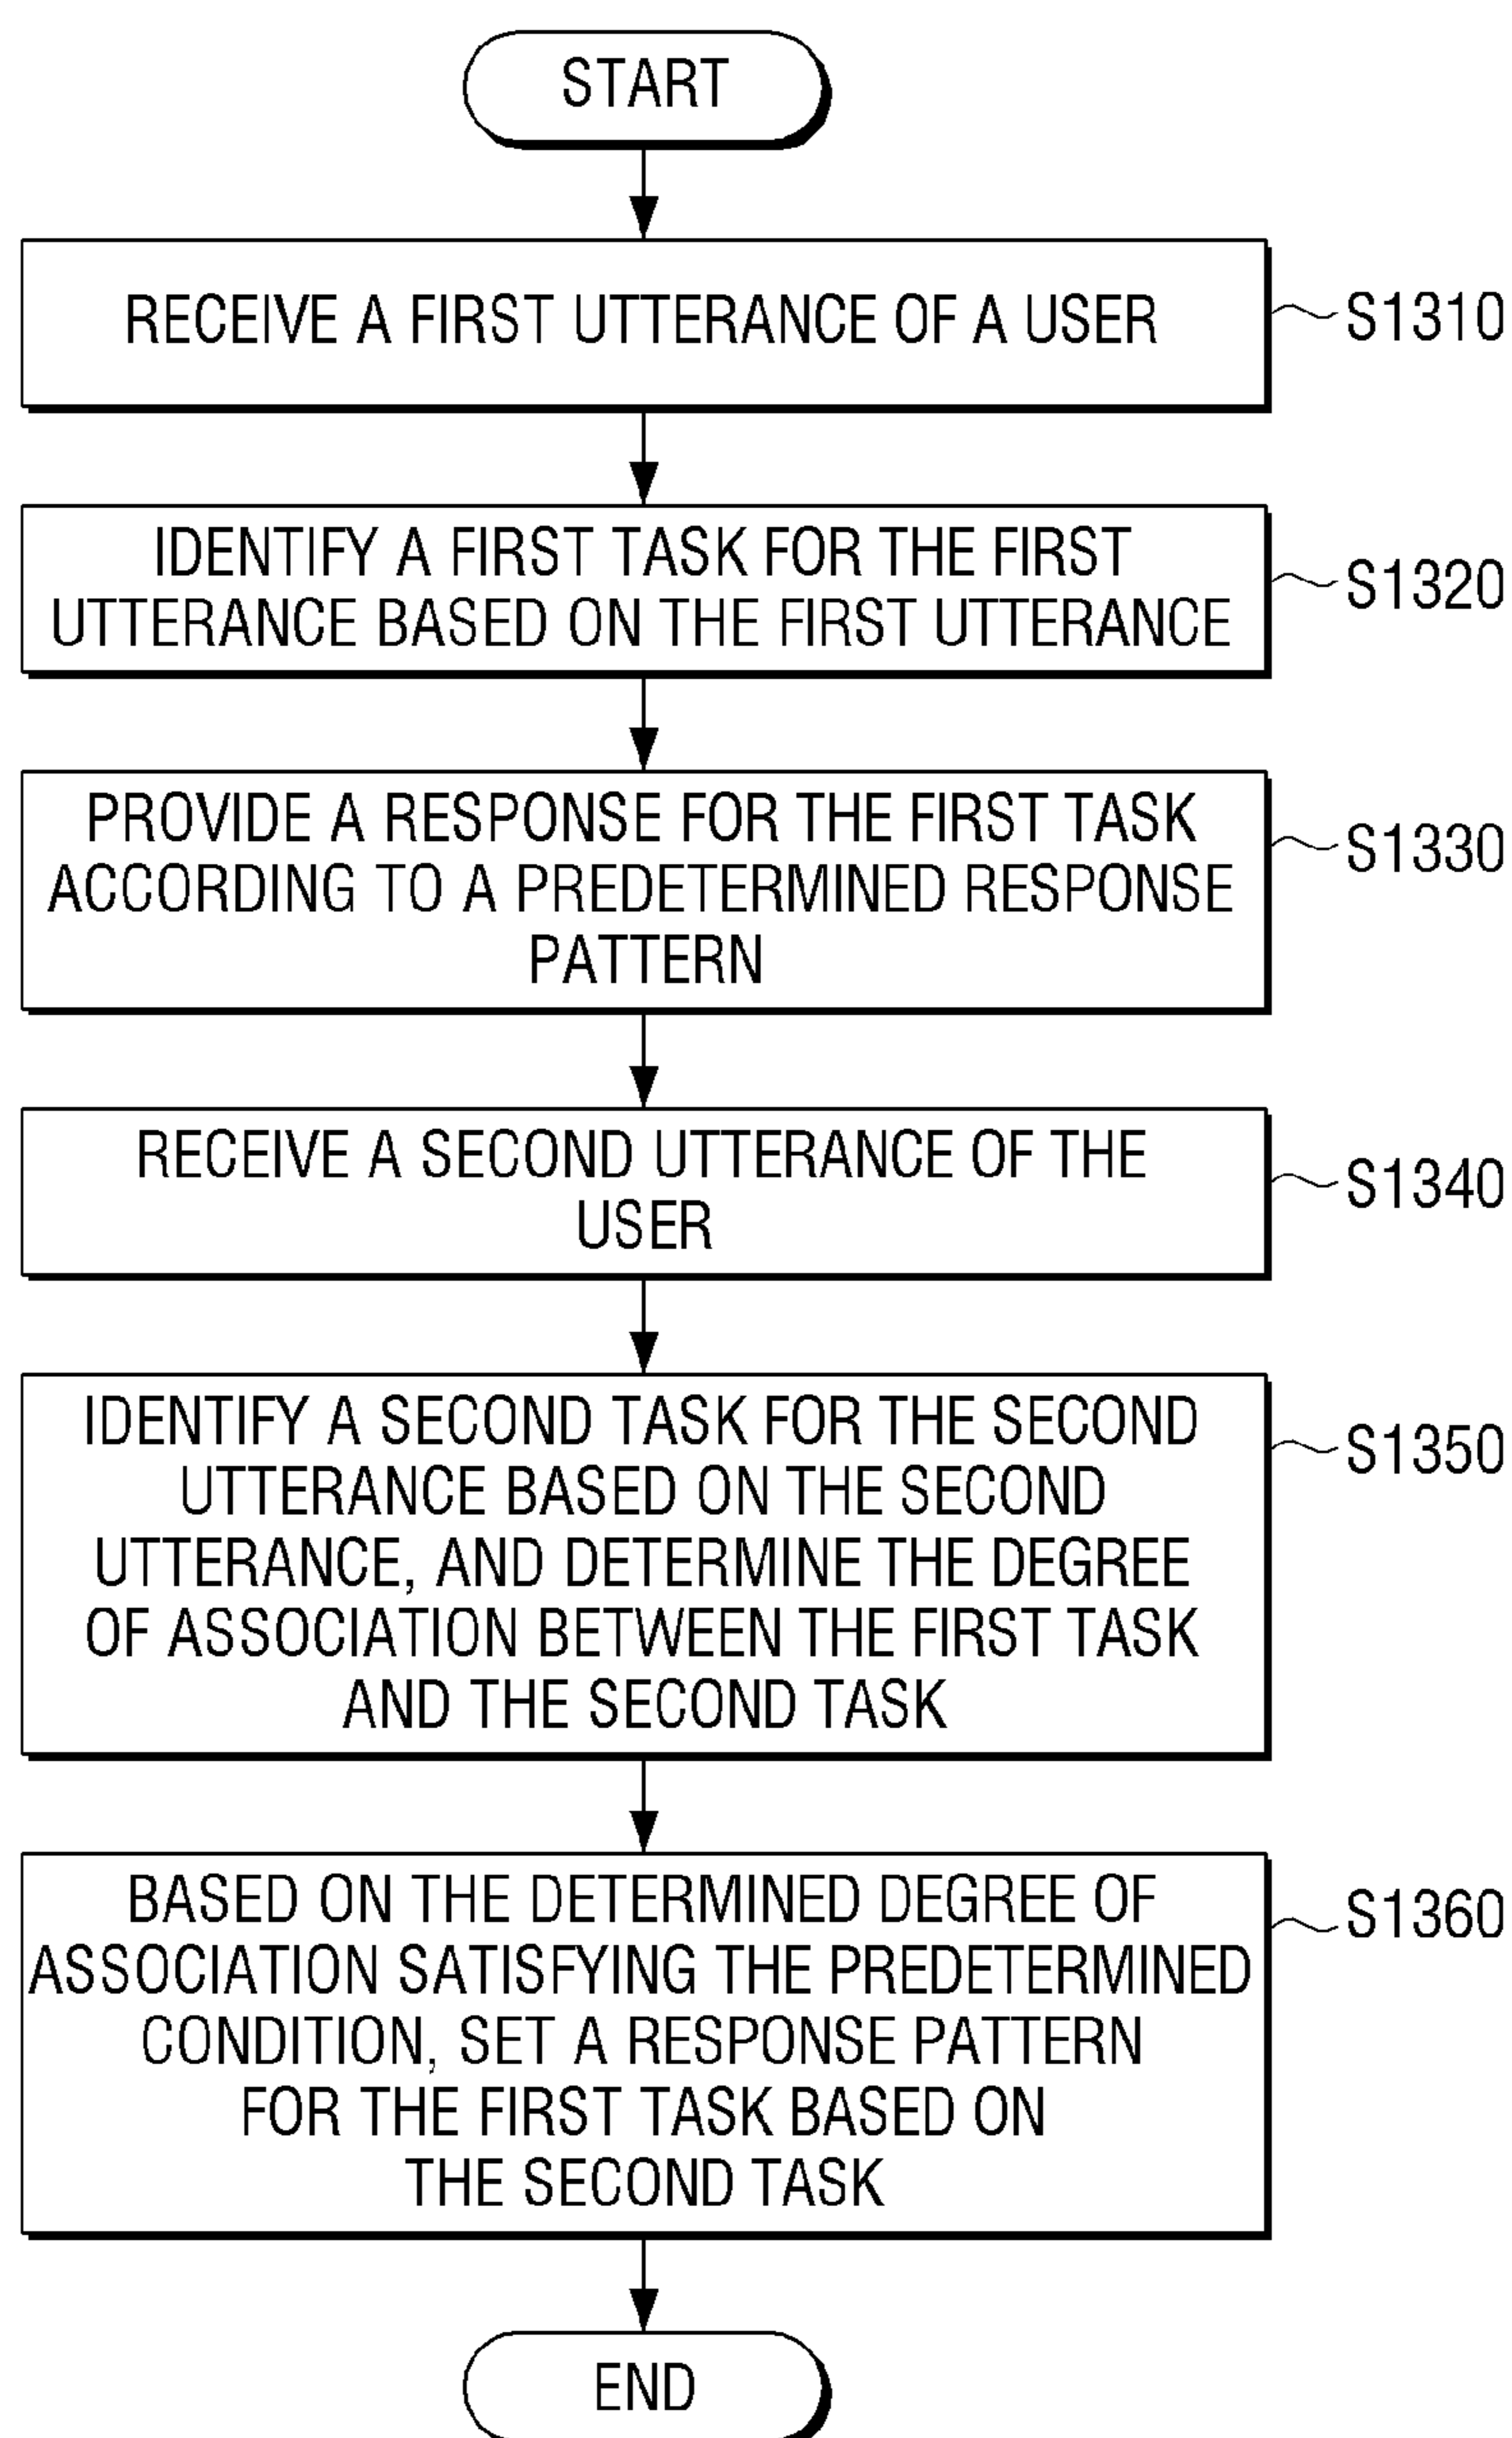 START
RECEIVE A FIRST UTTERANCE OF A USER
S1310
IDENTIFY A FIRST TASK FOR THE FIRST
UTTERANCE BASED ON THE FIRST UTTERANCE
S1320
PROVIDE A RESPONSE FOR THE FIRST TASK
ACCORDING TO A PREDETERMINED RESPONSE
PATTERN
S1330
RECEIVE A SECOND UTTERANCE OF THE
USER
S1340
IDENTIFY A SECOND TASK FOR THE SECOND
UTTERANCE BASED ON THE SECOND
UTTERANCE, AND DETERMINE THE DEGREE
OF ASSOCIATION BETWEEN THE FIRST TASK
AND THE SECOND TASK
S1350
BASED ON THE DETERMINED DEGREE OF
ASSOCIATION SATISFYING THE PREDETERMINED
CONDITION, SET A RESPONSE PATTERN
FOR THE FIRST TASK BASED ON
THE SECOND TASK
S1360
END